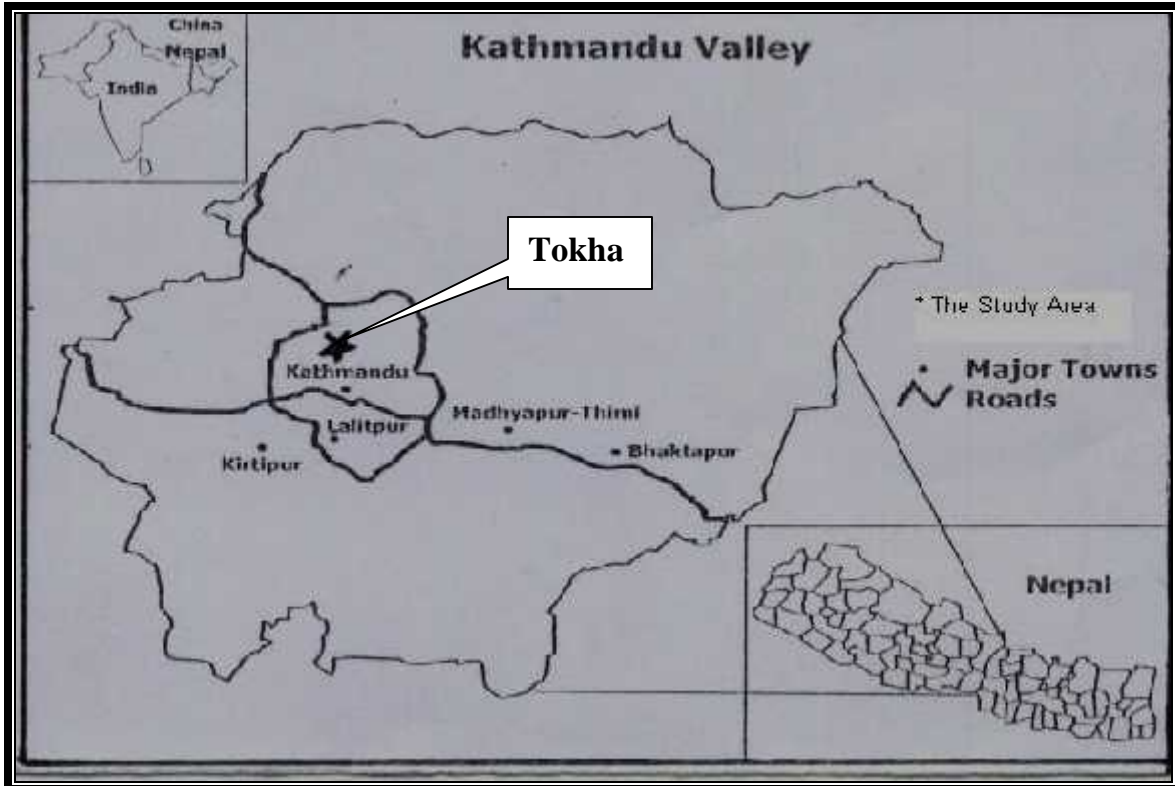 China
Nepal
India
Kathmandu Valley
Tokha
* The Study Area
Major Towns
Roads
Kathmandu
Madhyapur-Thimi
Lalitpur
Kirtipur
Bhaktapur
Nepal